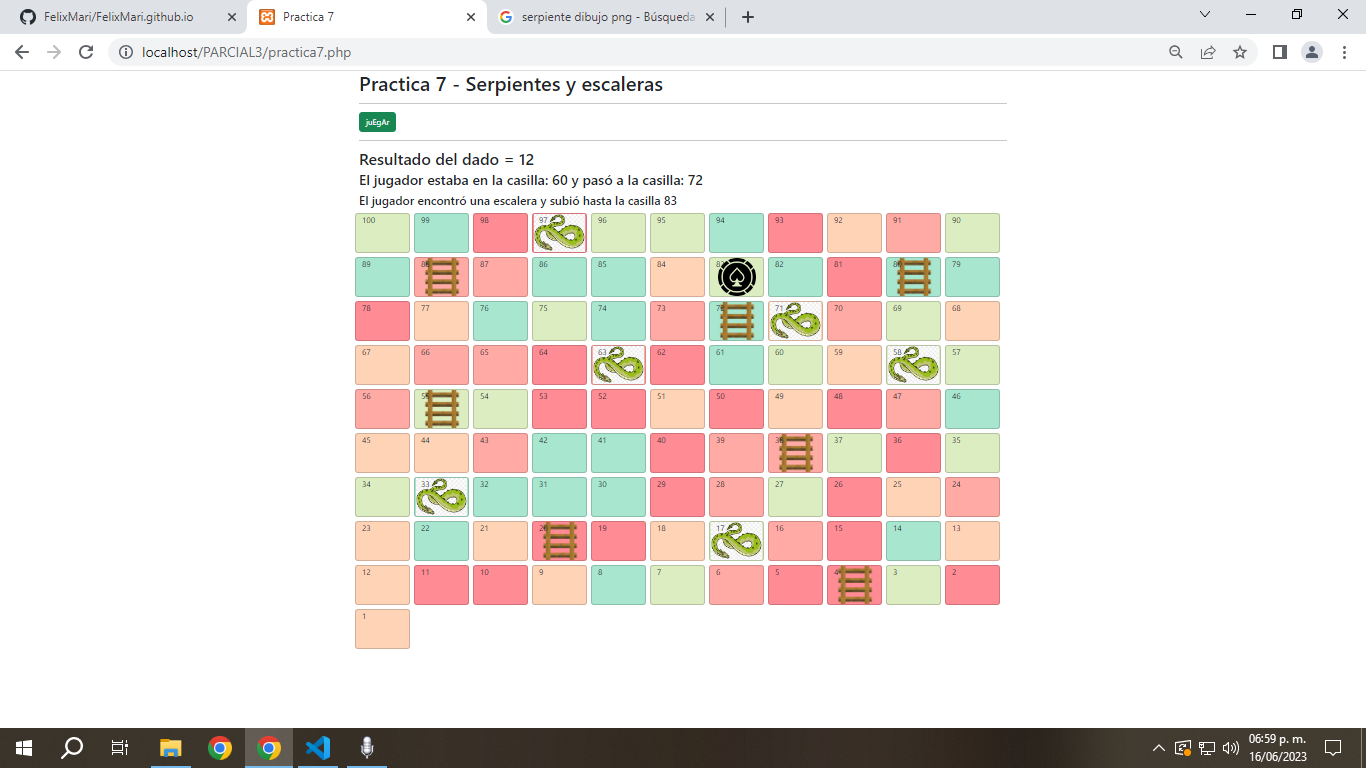 FelixMari/FelixMari.github.io
Practica 7
serpiente dibujo png - Búsqueda
localhost/PARCIAL3/practica7.php
Practica 7 - Serpientes y escaleras
juEgAr
Resultado del dado = 12
El jugador estaba en la casilla: 60 y pasó a la casilla: 72
El jugador encontró una escalera y subió hasta la casilla 83
100 99 98 97 96 95 94 93 92 91 90
89 88 87 86 85 84 83 82 81 80 79
78 77 76 75 74 73 72 71 70 69 68
67 66 65 64 63 62 61 60 59 58 57
56 55 54 53 52 51 50 49 48 47 46
45 44 43 42 41 40 39 38 37 36 35
34 33 32 31 30 29 28 27 26 25 24
23 22 21 20 19 18 17 16 15 14 13
12 11 10 9 8 7 6 5 4 3 2
1
06:59 p. m.
16/06/2023